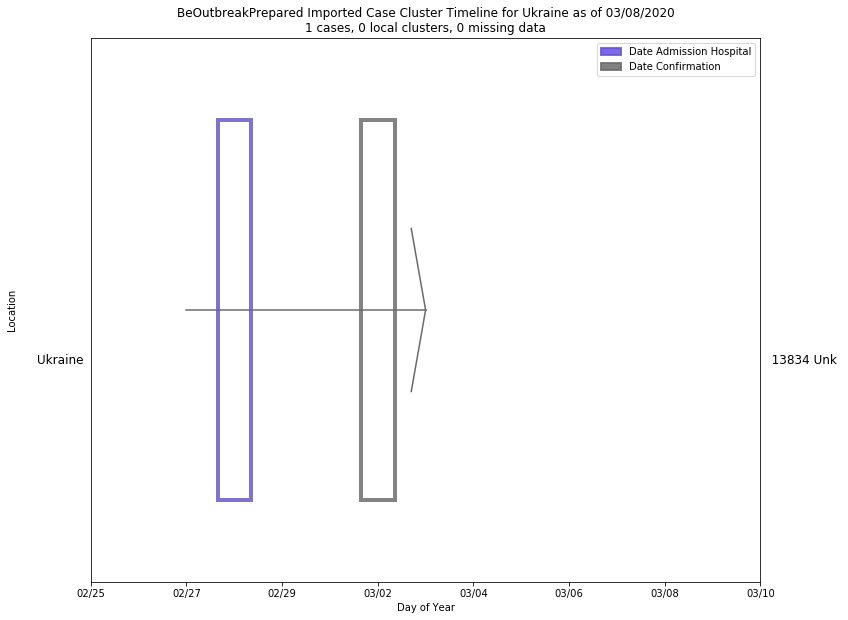 BeOutbreakPrepared Imported Case Cluster Timeline for Ukraine as of 03/08/2020
1 cases, 0 local clusters, 0 missing data
Date Admission Hospital
Date Confirmation
Location
Ukraine
13834 Unk
02/25 02/27 02/29 03/02 03/04 03/06 03/08 03/10
Day of Year